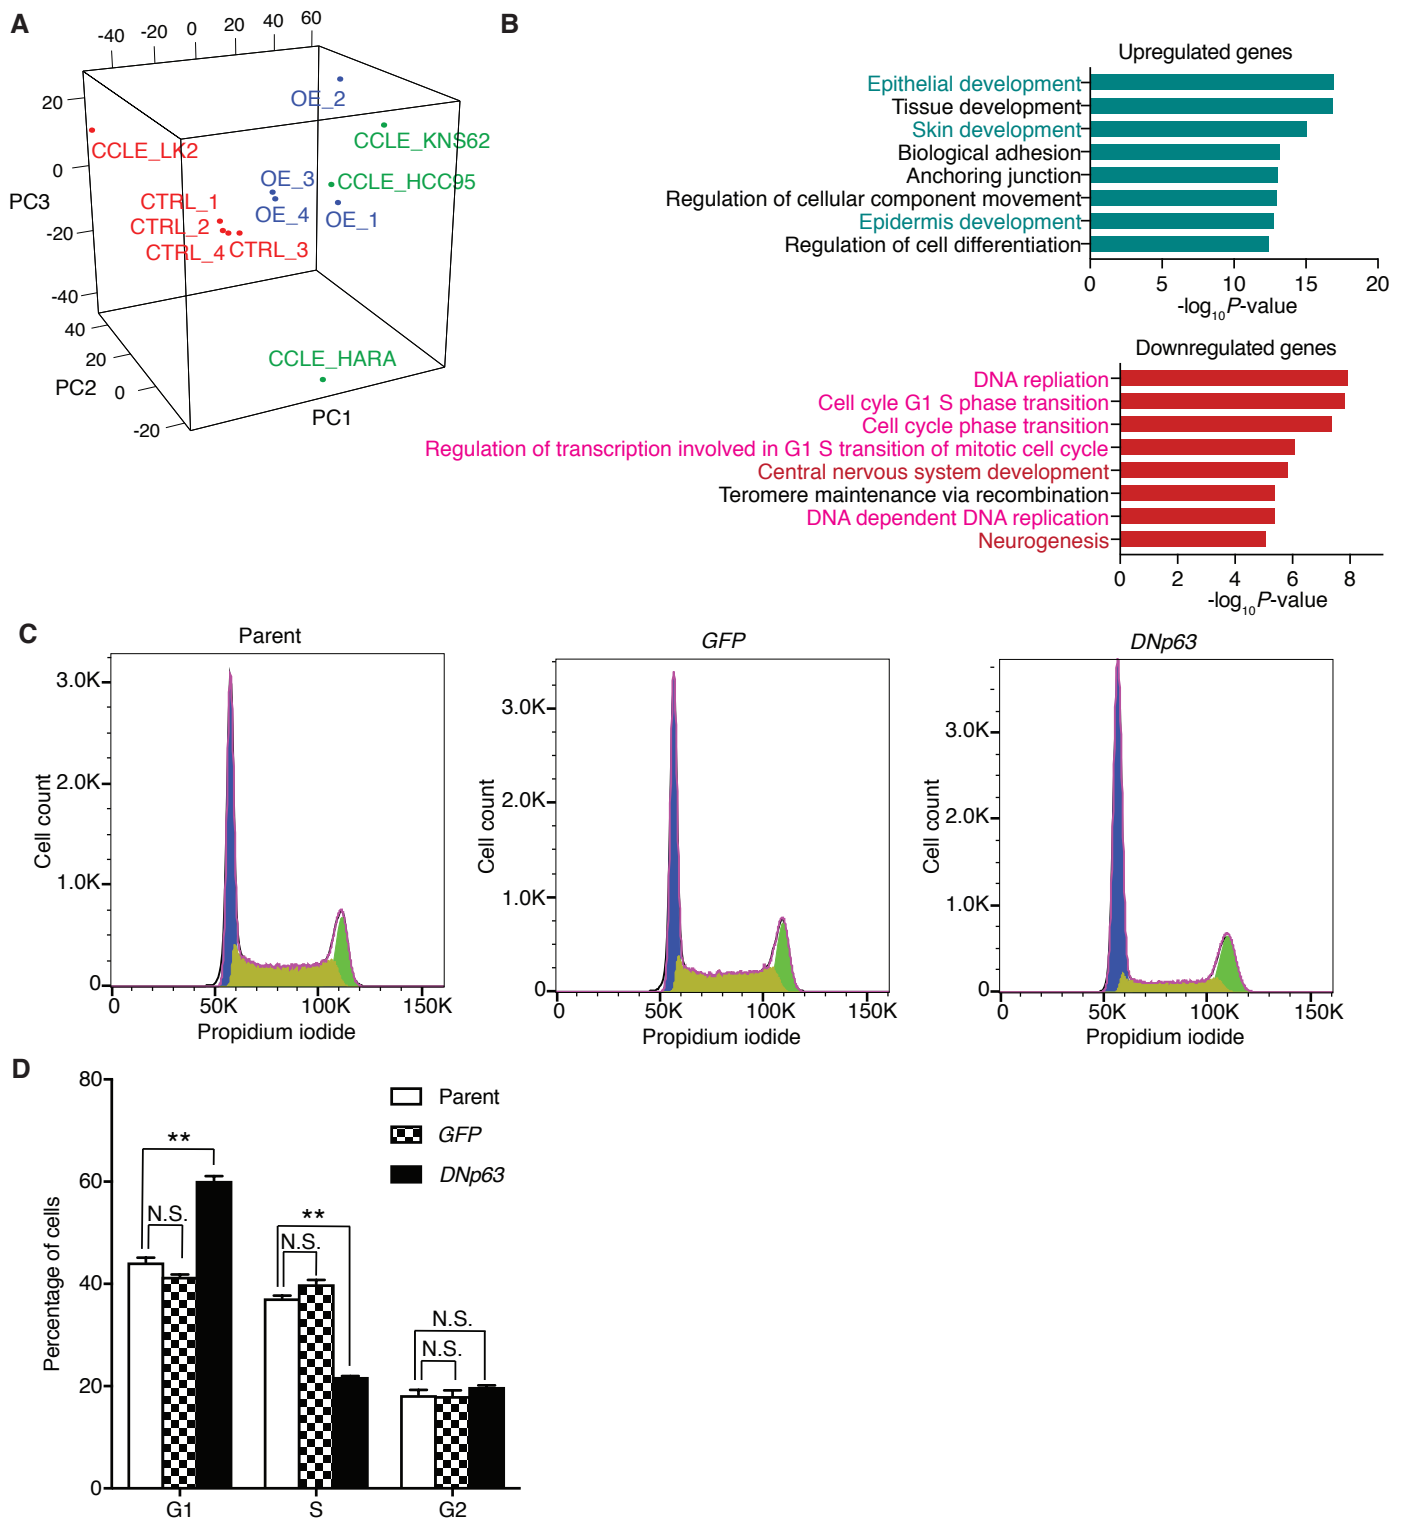 A
-40 -20 0 20 40 60
20
0
PC3
-20
-40
40
20
PC2 0
-20
PC1
OE_2
CCLE_KNS62
CCLE_LK2
OE_3
CCLE_HCC95
CTRL_1
OE_4
OE_1
CTRL_2
CTRL_4
CTRL_3
CCLE_HARA
B
Upregulated genes
Epithelial development
Tissue development
Skin development
Biological adhesion
Anchoring junction
Regulation of cellular component movement
Epidermis development
Regulation of cell differentiation
0 5 10 15 20
-log10P-value
Downregulated genes
DNA repliation
Cell cyle G1 S phase transition
Cell cycle phase transition
Regulation of transcription involved in G1 S transition of mitotic cell cycle
Central nervous system development
Teromere maintenance via recombination
DNA dependent DNA replication
Neurogenesis
0 2 4 6 8
-log10P-value
C
Parent
3.0K
2.0K
1.0K
0
Cell count
0 50K 100K 150K
Propidium iodide
GFP
3.0K
2.0K
1.0K
0
Cell count
0 50K 100K 150K
Propidium iodide
DNp63
3.0K
2.0K
1.0K
0
Cell count
0 50K 100K 150K
Propidium iodide
D
80
60
40
20
0
Percentage of cells
Parent
GFP
DNp63
**
N.S.
**
N.S.
N.S.
N.S.
G1 S G2